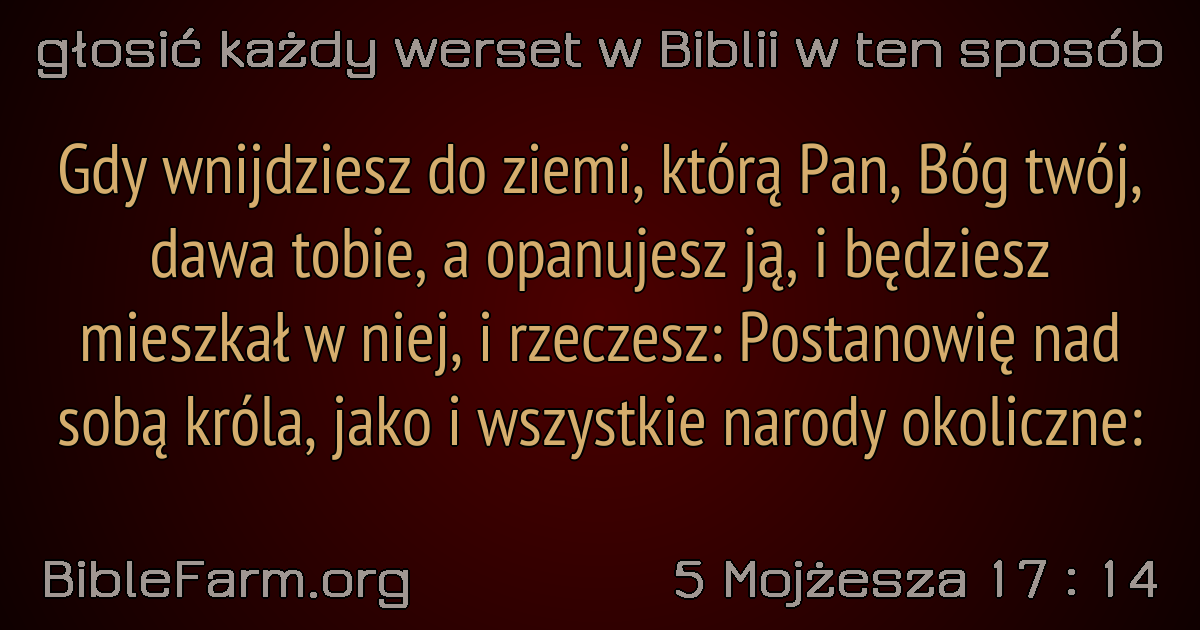 głosić każdy werset w Biblii w ten sposób
Gdy wnijdziesz do ziemi, którą Pan, Bóg twój,
dawa tobie, a opanujesz ją, i będziesz
mieszkał w niej, i rzeczesz: Postanowię nad
sobą króla, jako i wszystkie narody okoliczne:
BibleFarm.org
5 Mojżesza 17 : 14